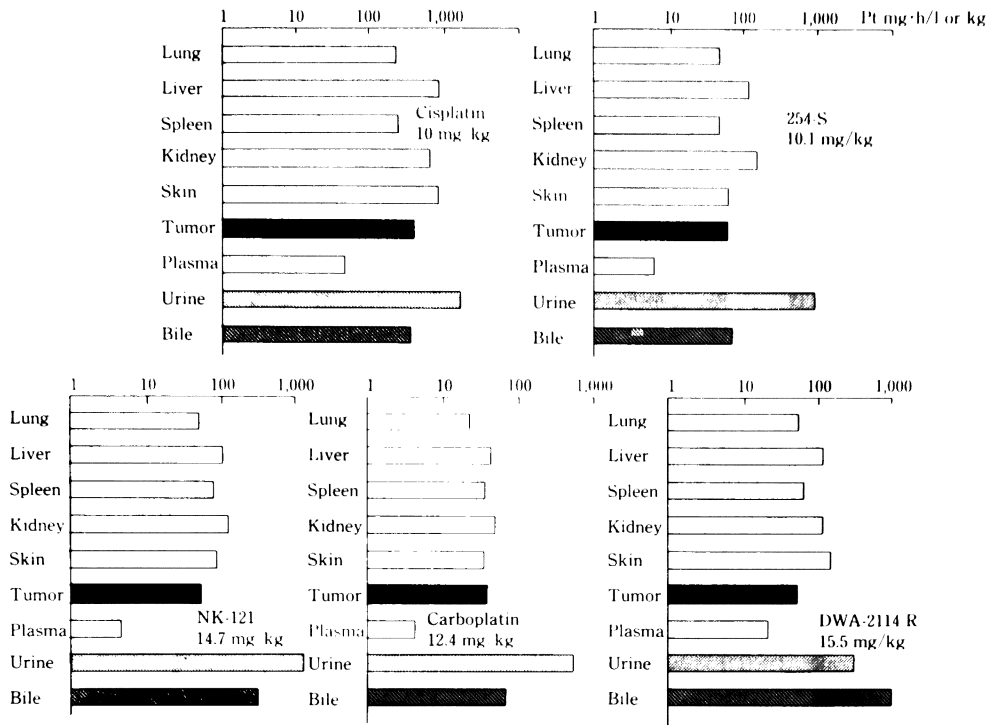 1 10 100 1,000
Lung
Liver
Spleen
Kidney
Skin
Tumor
Plasma
Urine
Bile
Cisplatin
10 mg kg
1 10 100 1,000 Pt mg·h/l or kg
Lung
Liver
Spleen
Kidney
Skin
Tumor
Plasma
Urine
Bile
254-S
10.1 mg/kg
1 10 100 1,000
Lung
Liver
Spleen
Kidney
Skin
Tumor
Plasma
Urine
Bile
NK-121
14.7 mg kg
1 10 100 1,000
Lung
Liver
Spleen
Kidney
Skin
Tumor
Plasma
Urine
Bile
Carboplatin
12.4 mg kg
1 10 100 1,000
Lung
Liver
Spleen
Kidney
Skin
Tumor
Plasma
Urine
Bile
DWA-2114 R
15.5 mg/kg